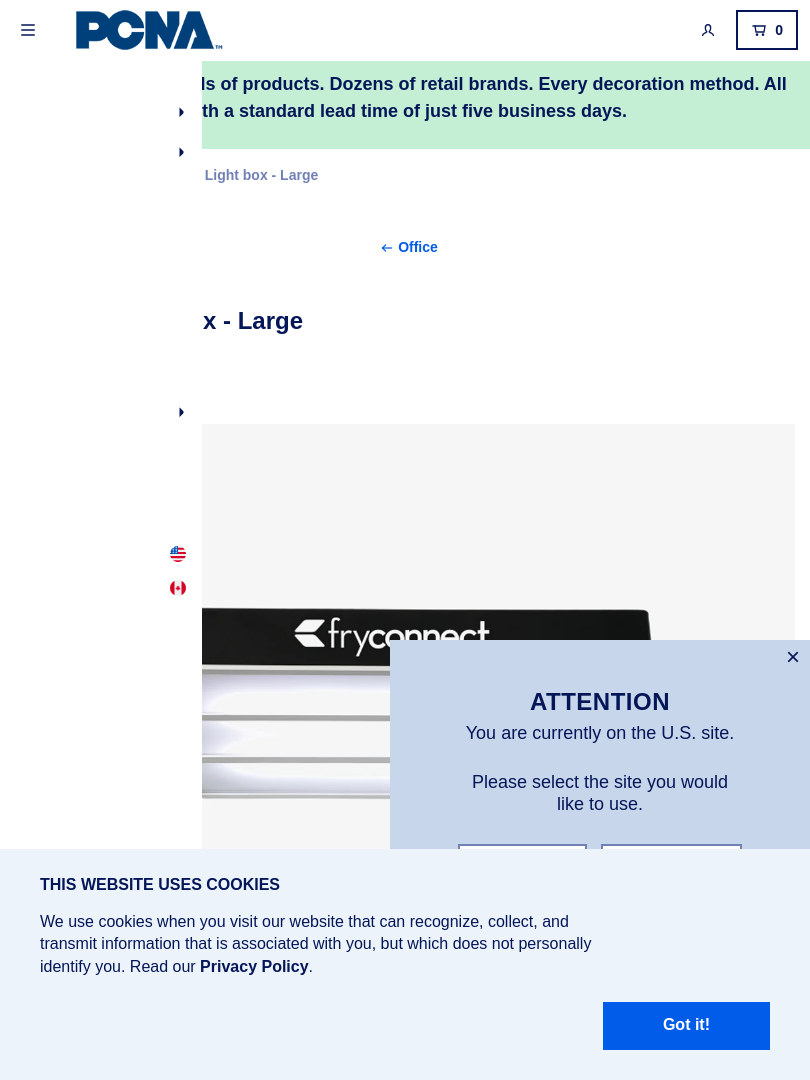 PCNA™
0
of products. Dozens of retail brands. Every decoration method. All
a standard lead time of just five business days.
Light box - Large
← Office
x - Large
fryconnect
×
ATTENTION
You are currently on the U.S. site.
Please select the site you would
like to use.
THIS WEBSITE USES COOKIES
We use cookies when you visit our website that can recognize, collect, and
transmit information that is associated with you, but which does not personally
identify you. Read our Privacy Policy.
Got it!